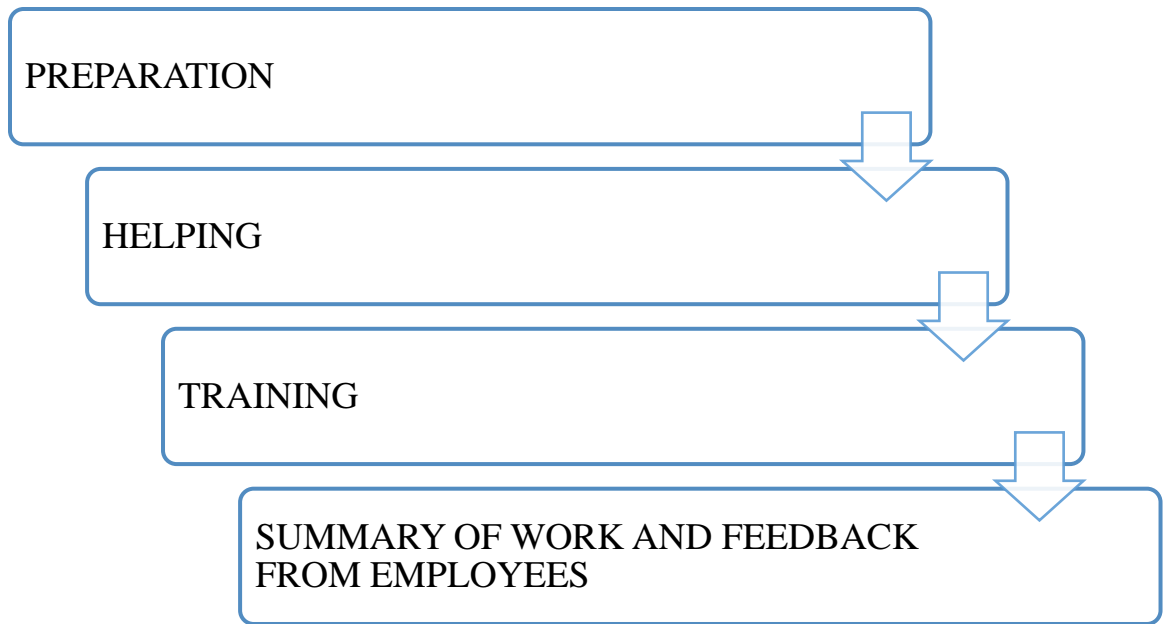 PREPARATION
HELPING
TRAINING
SUMMARY OF WORK AND FEEDBACK
FROM EMPLOYEES